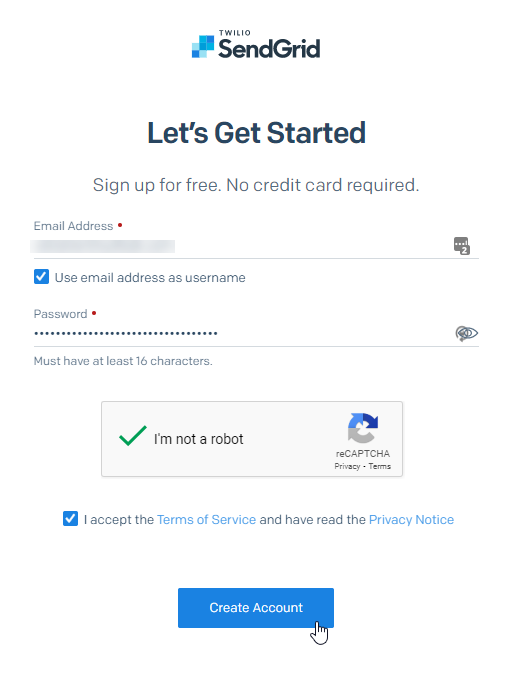 TWILIO
SendGrid
Let's Get Started
Sign up for free. No credit card required.
Email Address •
2
Use email address as username
Password •
••••••••••••••••••••••••••••••••••
Must have at least 16 characters.
I'm not a robot
reCAPTCHA
Privacy - Terms
I accept the Terms of Service and have read the Privacy Notice
Create Account